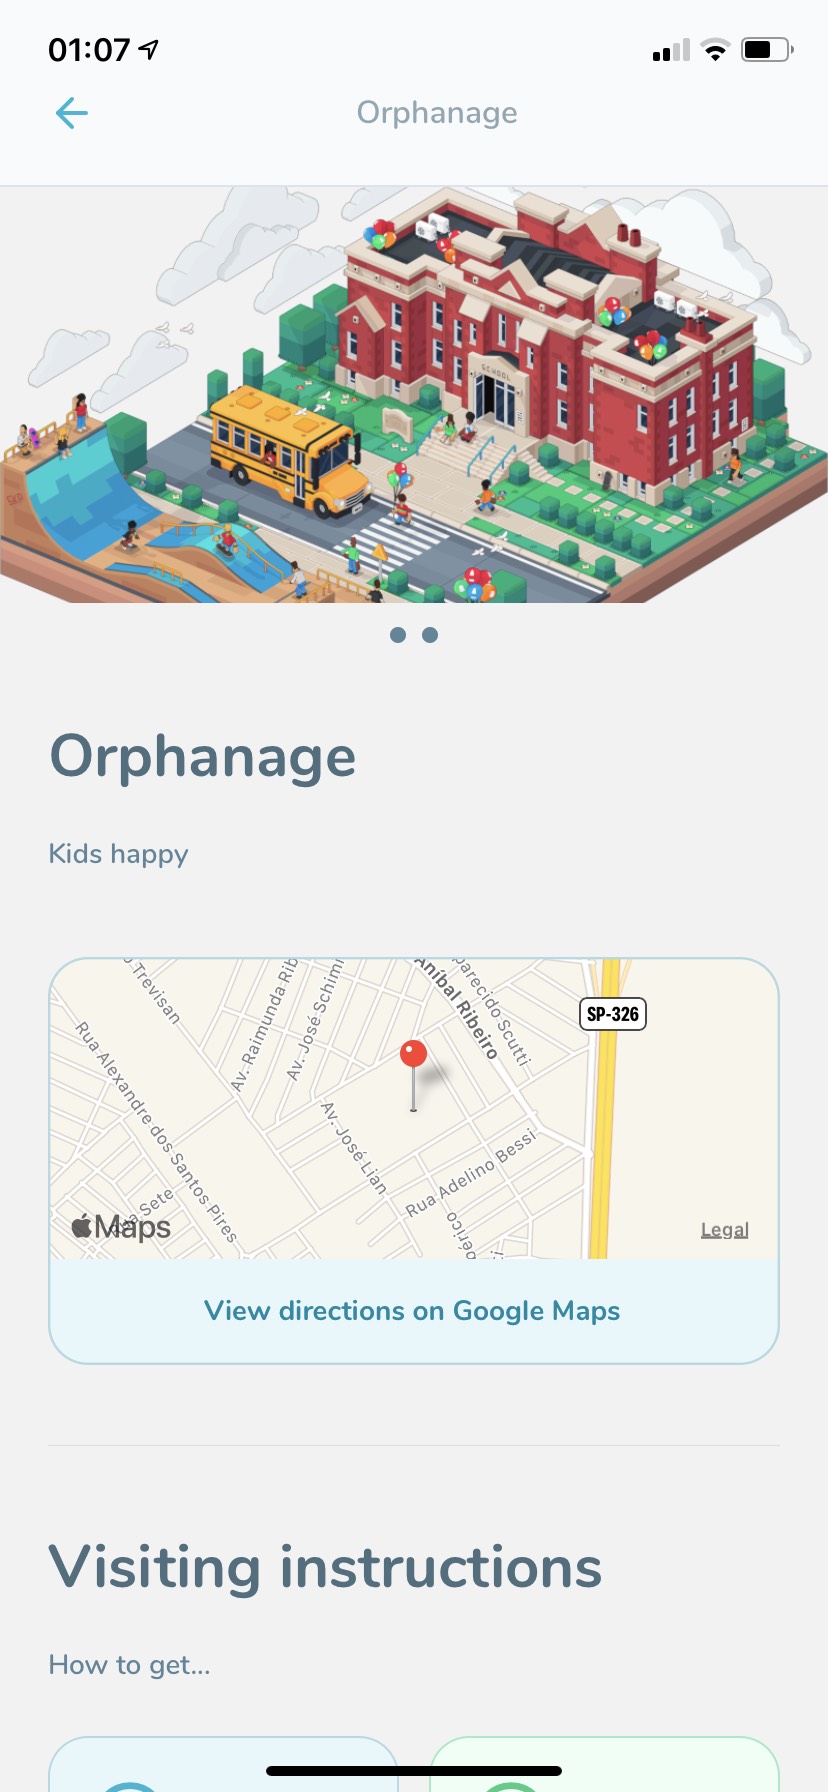 01:07
Orphanage
SCHOOL
Orphanage
Kids happy
Trevisan
Av. Raimunda Rib
Av. José Schimi
Aníbal Ribeiro
parecido Scutti
SP-326
Rua Alexandre dos Santos Pires
Av. José Lian
Rua Adelino Bessi
Sete
Maps
Legal
View directions on Google Maps
Visiting instructions
How to get...